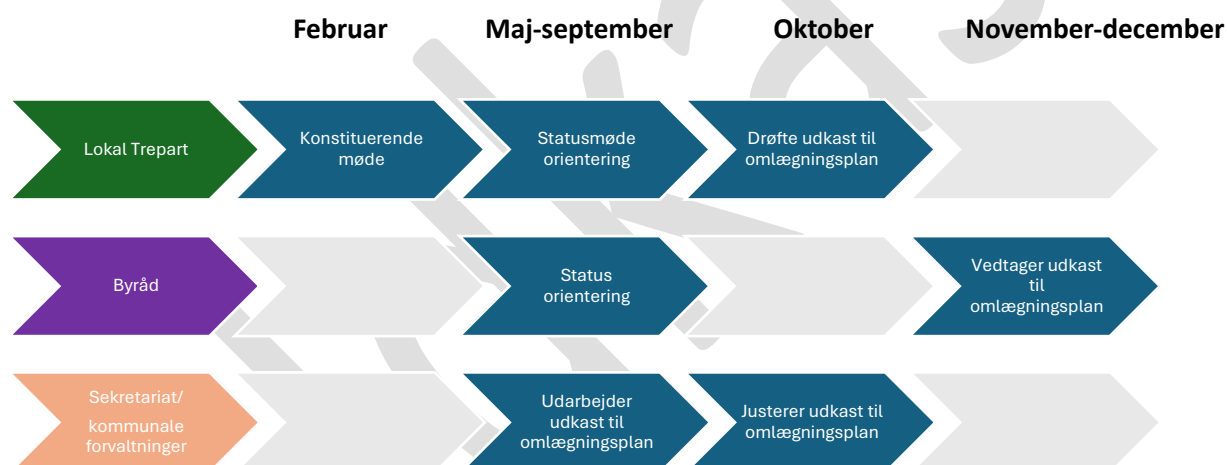 Februar
Maj-september
Oktober
November-december
Lokal Trepart
Konstituerende
møde
Statusmøde
orientering
Drøfte udkast til
omlægningsplan
Byråd
Status
orientering
Vedtager udkast
til
omlægningsplan
Sekretariat/
kommunale
forvaltninger
Udarbejder
udkast til
omlægningsplan
Justerer udkast til
omlægningsplan